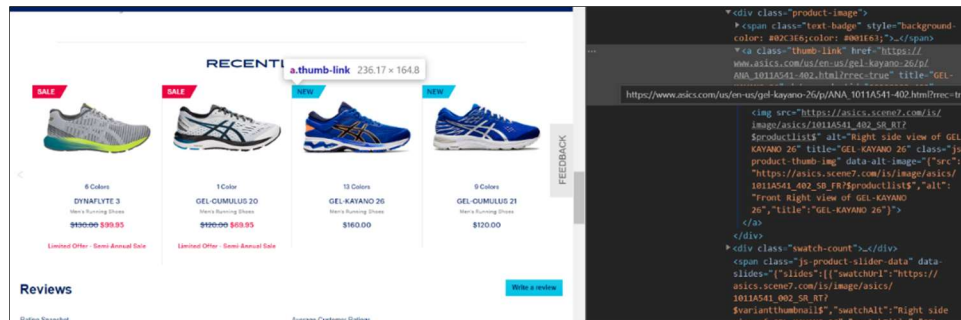 RECENTL
a.thumb-link 236.17 × 164.8
SALE
SALE
NEW
NEW
8 Colors
DYNAFLYTE 3
Men's Running Shoes
$130.00 $99.95
Limited Offer - Semi Annual Sale
1 Color
GEL-CUMULUS 20
Men's Running Shoes
$120.00 $69.95
Limited Offer - Semi Annual Sale
13 Colors
GEL-KAYANO 26
Men's Running Shoes
$160.00
9 Colors
GEL-CUMULUS 21
Men's Running Shoes
$120.00
FEEDBACK
Reviews
Write a review
Rating Snapshot
Average Customer Ratings
<div class="product-image">
<span class="text-badge" style="background-
color: #02C3E6;color: #001E63;">…</span>
<a class="thumb-link" href="https://
www.asics.com/us/en-us/gel-kayano-26/p/
ANA_1011A541-402.html?rrec=true" title="GEL-
https://www.asics.com/us/en-us/gel-kayano-26/p/ANA_1011A541-402.html?rrec=tr
<img src="https://asics.scene7.com/is/
image/asics/1011A541_402_SR_RT?
$productlist$" alt="Right side view of GEL
KAYANO 26" title="GEL-KAYANO 26" class="js
product-thumb-img" data-alt-image="{"src":
"https://asics.scene7.com/is/image/asics/
1011A541_402_SB_FR?$productlist$","alt":
"Front Right view of GEL-KAYANO
26","title":"GEL-KAYANO 26"}">
</a>
</div>
<div class="swatch-count">…</div>
<span class="js-product-slider-data" data-
slides="{"slides":[{"swatchUrl":"https://
asics.scene7.com/is/image/asics/
1011A541_002_SR_RT?
$variantthumbnail$","swatchAlt":"Right side